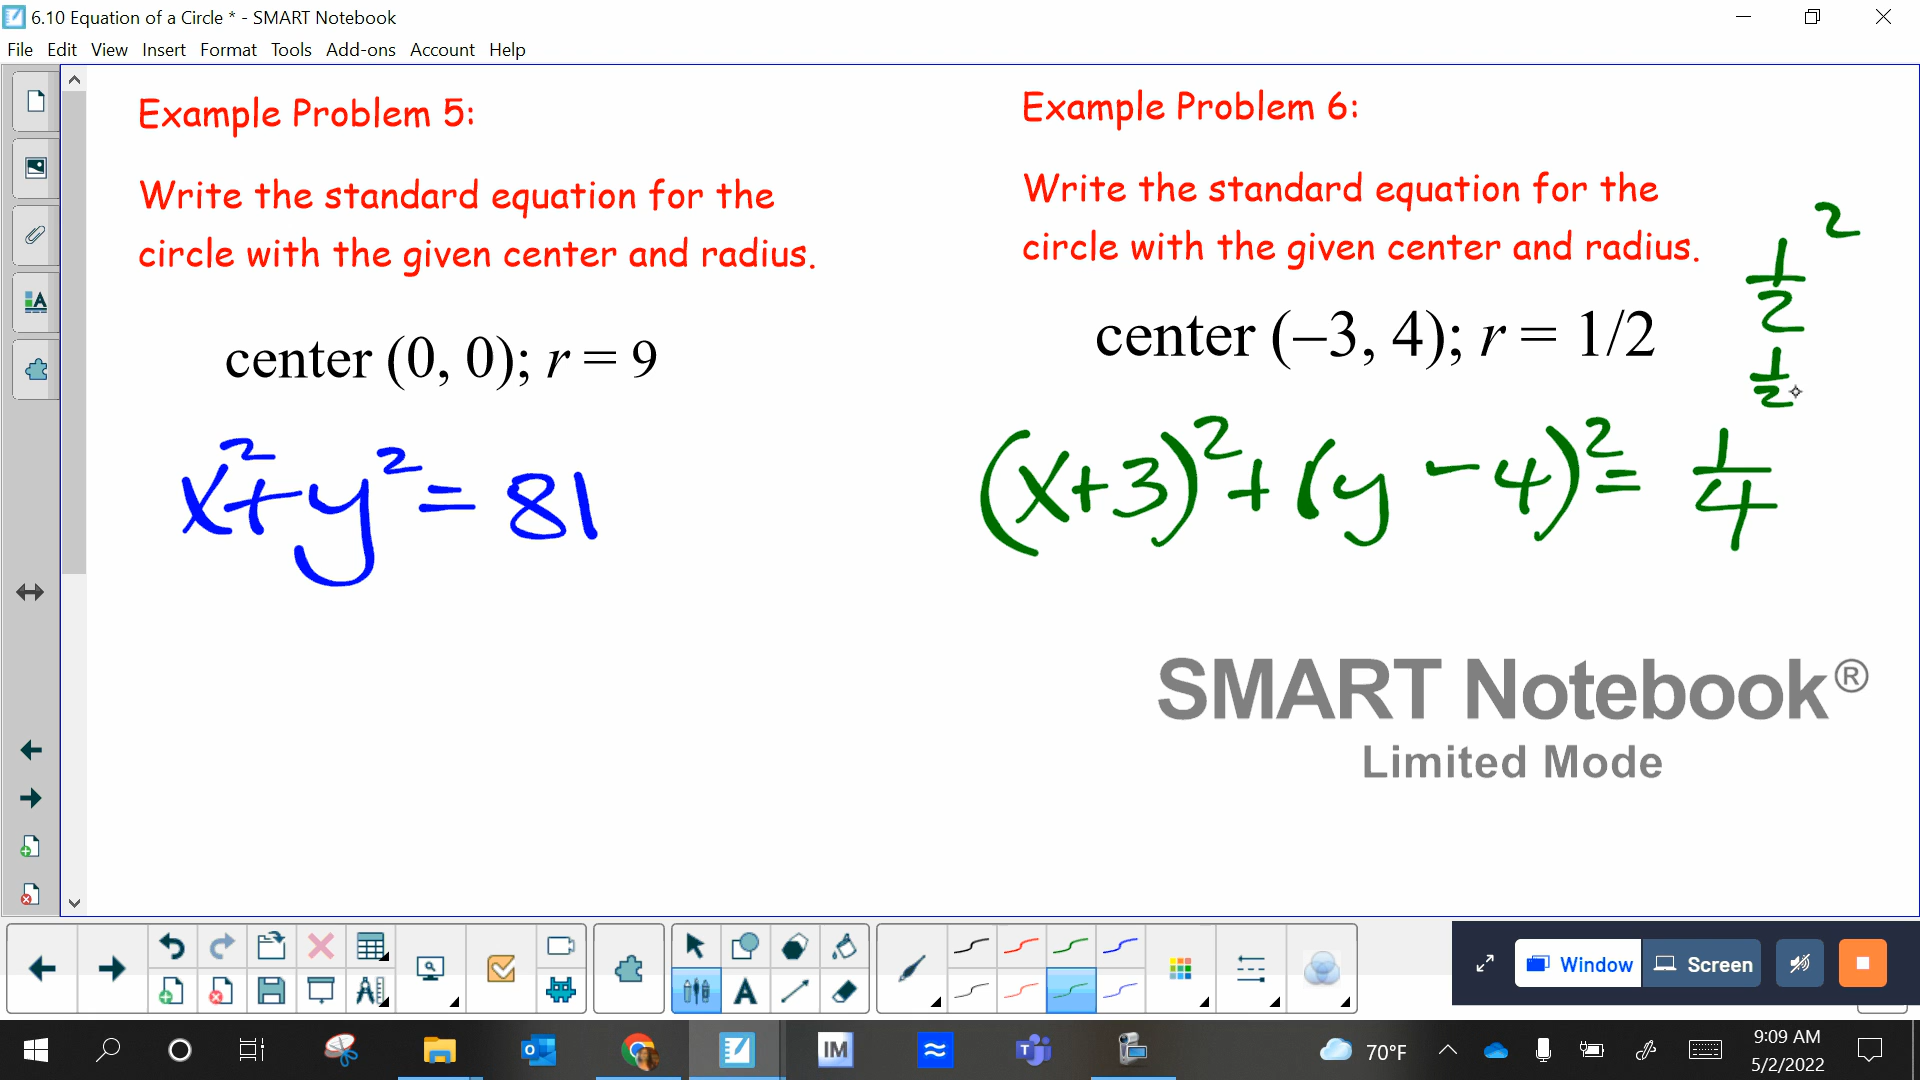 6.10 Equation of a Circle * - SMART Notebook
File Edit View Insert Format Tools Add-ons Account Help
Example Problem 5:
Write the standard equation for the
circle with the given center and radius.
center (0, 0); r = 9
x² + y² = 81
Example Problem 6:
Write the standard equation for the
circle with the given center and radius.
center (–3, 4); r = 1/2
1/2 ²
1/2
(x+3)² + (y - 4)² = 1/4
SMART Notebook®
Limited Mode
Window Screen
IM
70°F
9:09 AM
5/2/2022